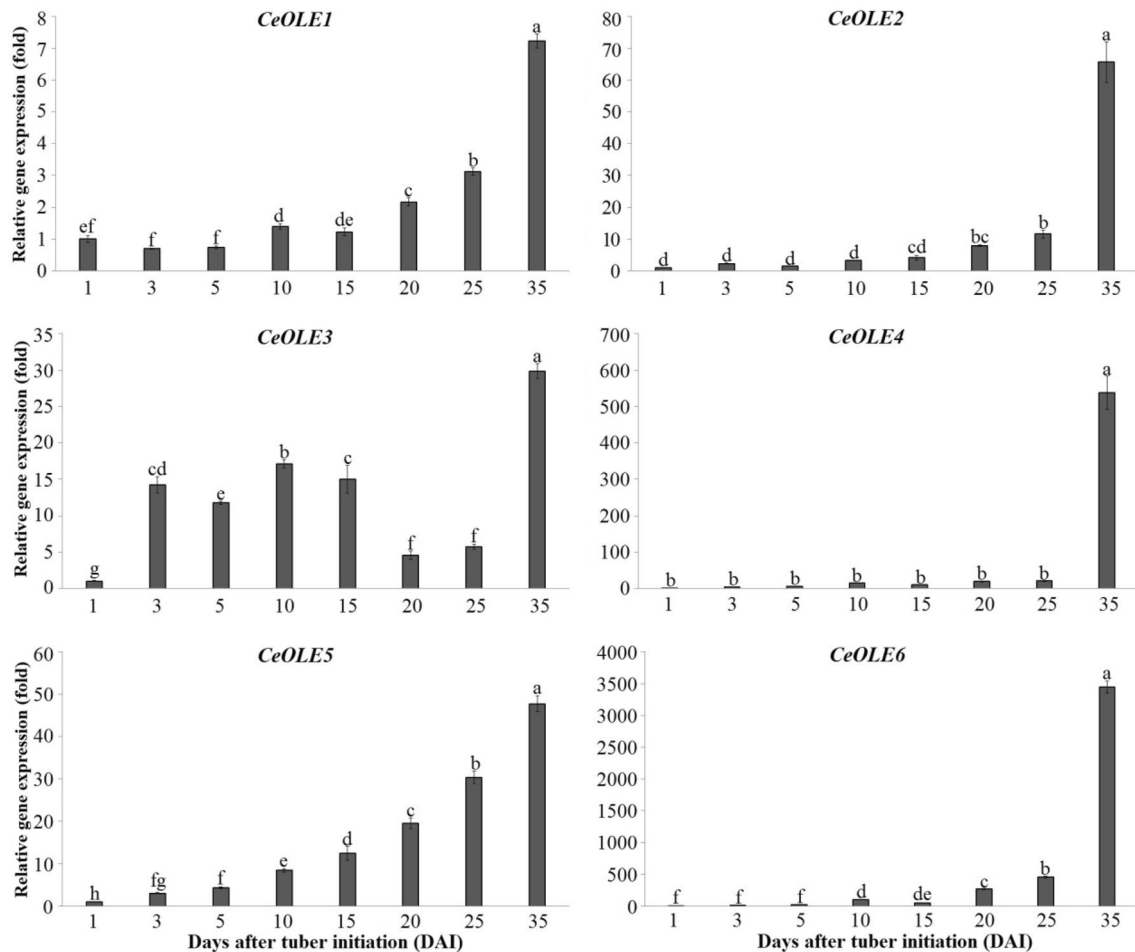 CeOLE1
Relative gene expression (fold)
8
7
6
5
4
3
2
1
0
ef
f
f
d
de
c
b
a
1 3 5 10 15 20 25 35
CeOLE2
80
70
60
50
40
30
20
10
0
d
d
d
d
cd
bc
b
a
1 3 5 10 15 20 25 35
CeOLE3
Relative gene expression (fold)
35
30
25
20
15
10
5
0
g
cd
e
b
c
f
f
a
1 3 5 10 15 20 25 35
CeOLE4
700
600
500
400
300
200
100
0
b
b
b
b
b
b
b
a
1 3 5 10 15 20 25 35
CeOLE5
Relative gene expression (fold)
60
50
40
30
20
10
0
h
fg
f
e
d
c
b
a
1 3 5 10 15 20 25 35
Days after tuber initiation (DAI)
CeOLE6
4000
3500
3000
2500
2000
1500
1000
500
0
f
f
f
d
de
c
b
a
1 3 5 10 15 20 25 35
Days after tuber initiation (DAI)